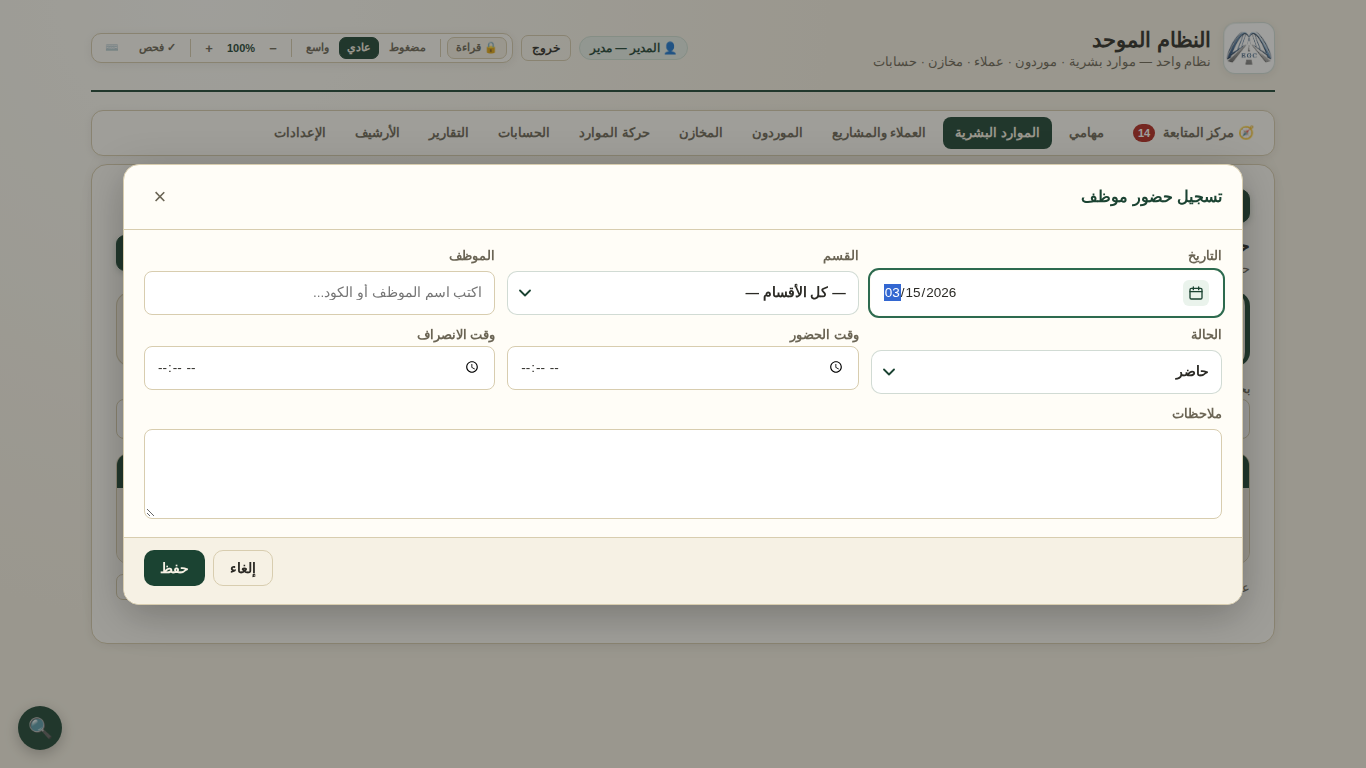 النظام الموحد
نظام واحد — موارد بشرية · موردون · عملاء · مخازن · حسابات
👤 المدير — مدير
خروج
🔒 قراءة
مضغوط
عادي
واسع
−
100%
+
✓ فحص
🧭 مركز المتابعة 14
مهامي
الموارد البشرية
العملاء والمشاريع
الموردون
المخازن
حركة الموارد
الحسابات
التقارير
الأرشيف
الإعدادات
تسجيل حضور موظف
×
التاريخ
03/15/2026
القسم
— كل الأقسام —
الموظف
اكتب اسم الموظف أو الكود...
الحالة
حاضر
وقت الحضور
--:-- --
وقت الانصراف
--:-- --
ملاحظات
إلغاء
حفظ